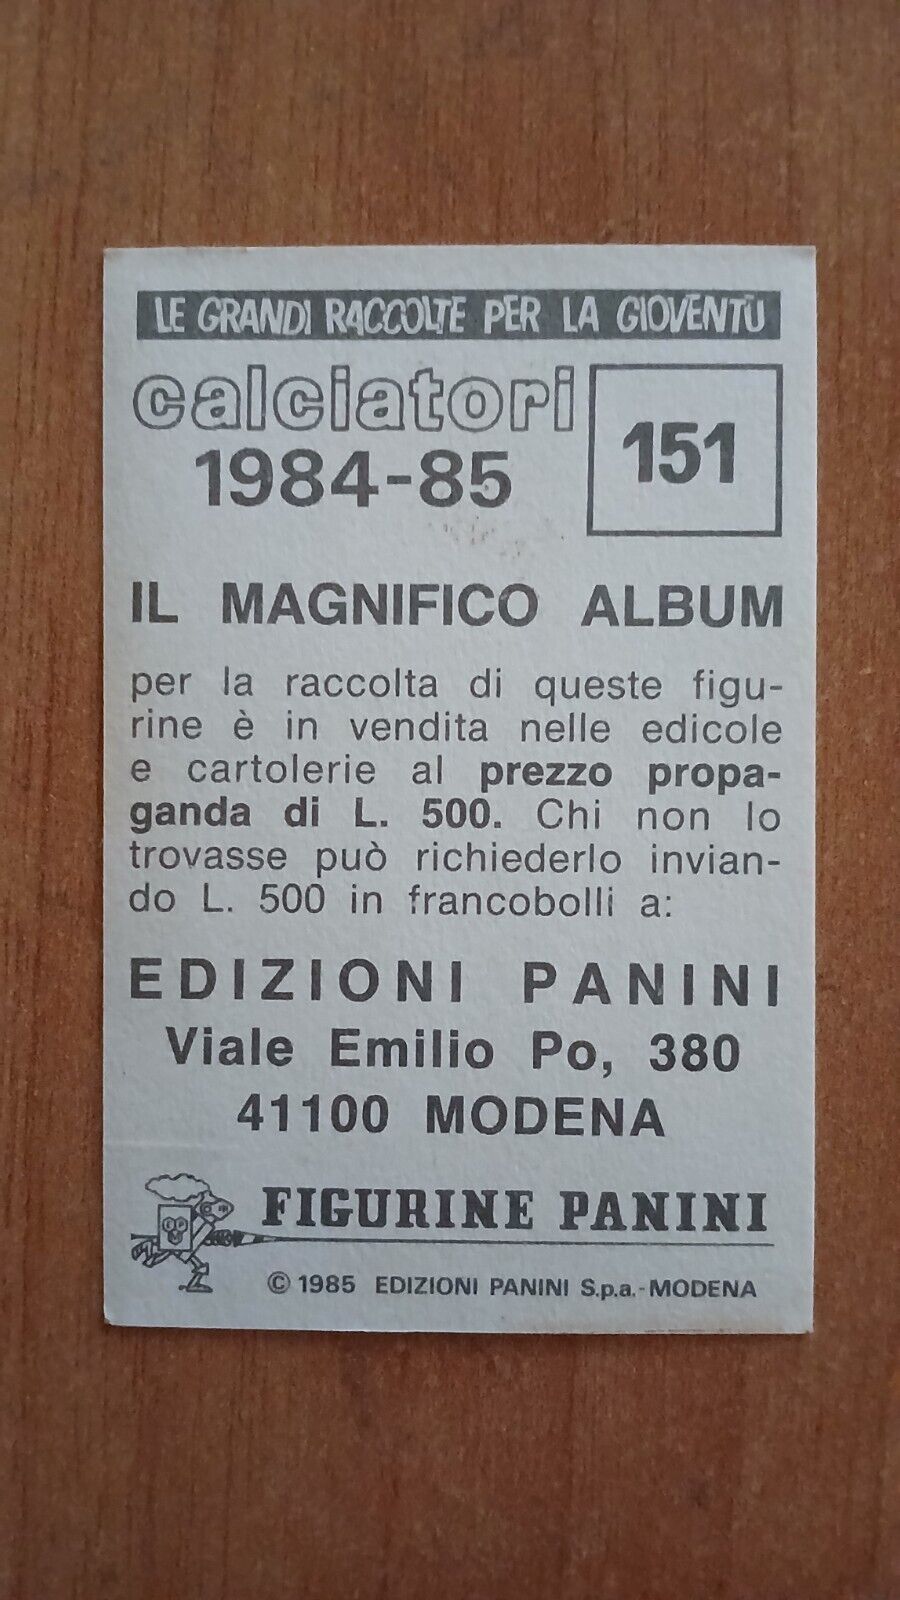 LE GRANDI RACCOLTE PER LA GIOVENTÙ
calciatori
1984-85
151
IL MAGNIFICO ALBUM
per la raccolta di queste figu-
rine è in vendita nelle edicole
e cartolerie al prezzo propa-
ganda di L. 500. Chi non lo
trovasse può richiederlo invian-
do L. 500 in francobolli a:
EDIZIONI PANINI
Viale Emilio Po, 380
41100 MODENA
FIGURINE PANINI
© 1985 EDIZIONI PANINI S.p.a.-MODENA